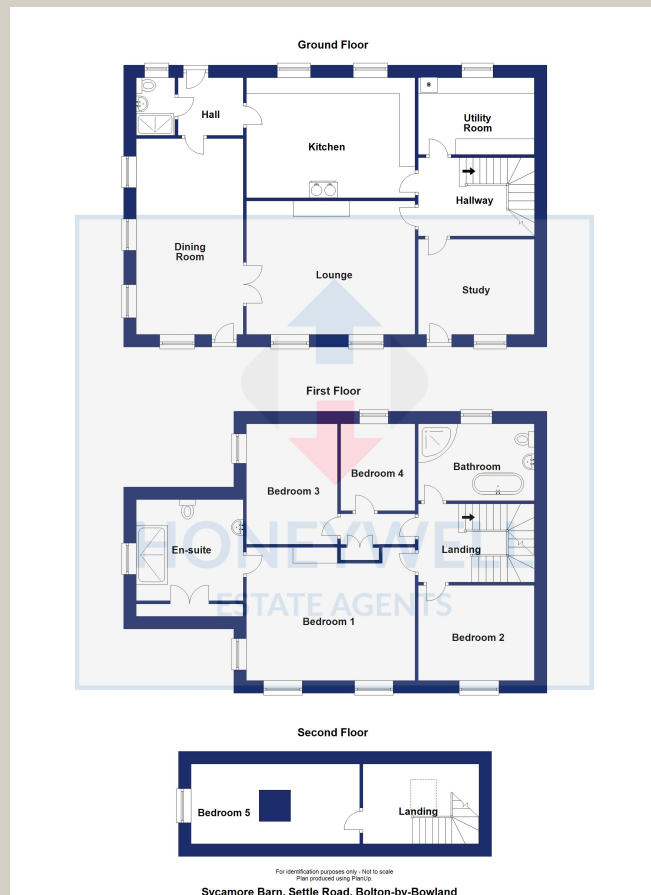 Ground Floor
B
Hall
Utility
Room
Kitchen
Hallway
Dining
Room
Lounge
Study
First Floor
Bedroom 3
Bedroom 4
Bathroom
En-suite
Landing
HONEYWELL
ESTATE AGENTS
Bedroom 1
Bedroom 2
Second Floor
Bedroom 5
Landing
For identification purposes only - Not to scale
Plan produced using PlanUp.
Sycamore Barn, Settle Road, Bolton-by-Bowland